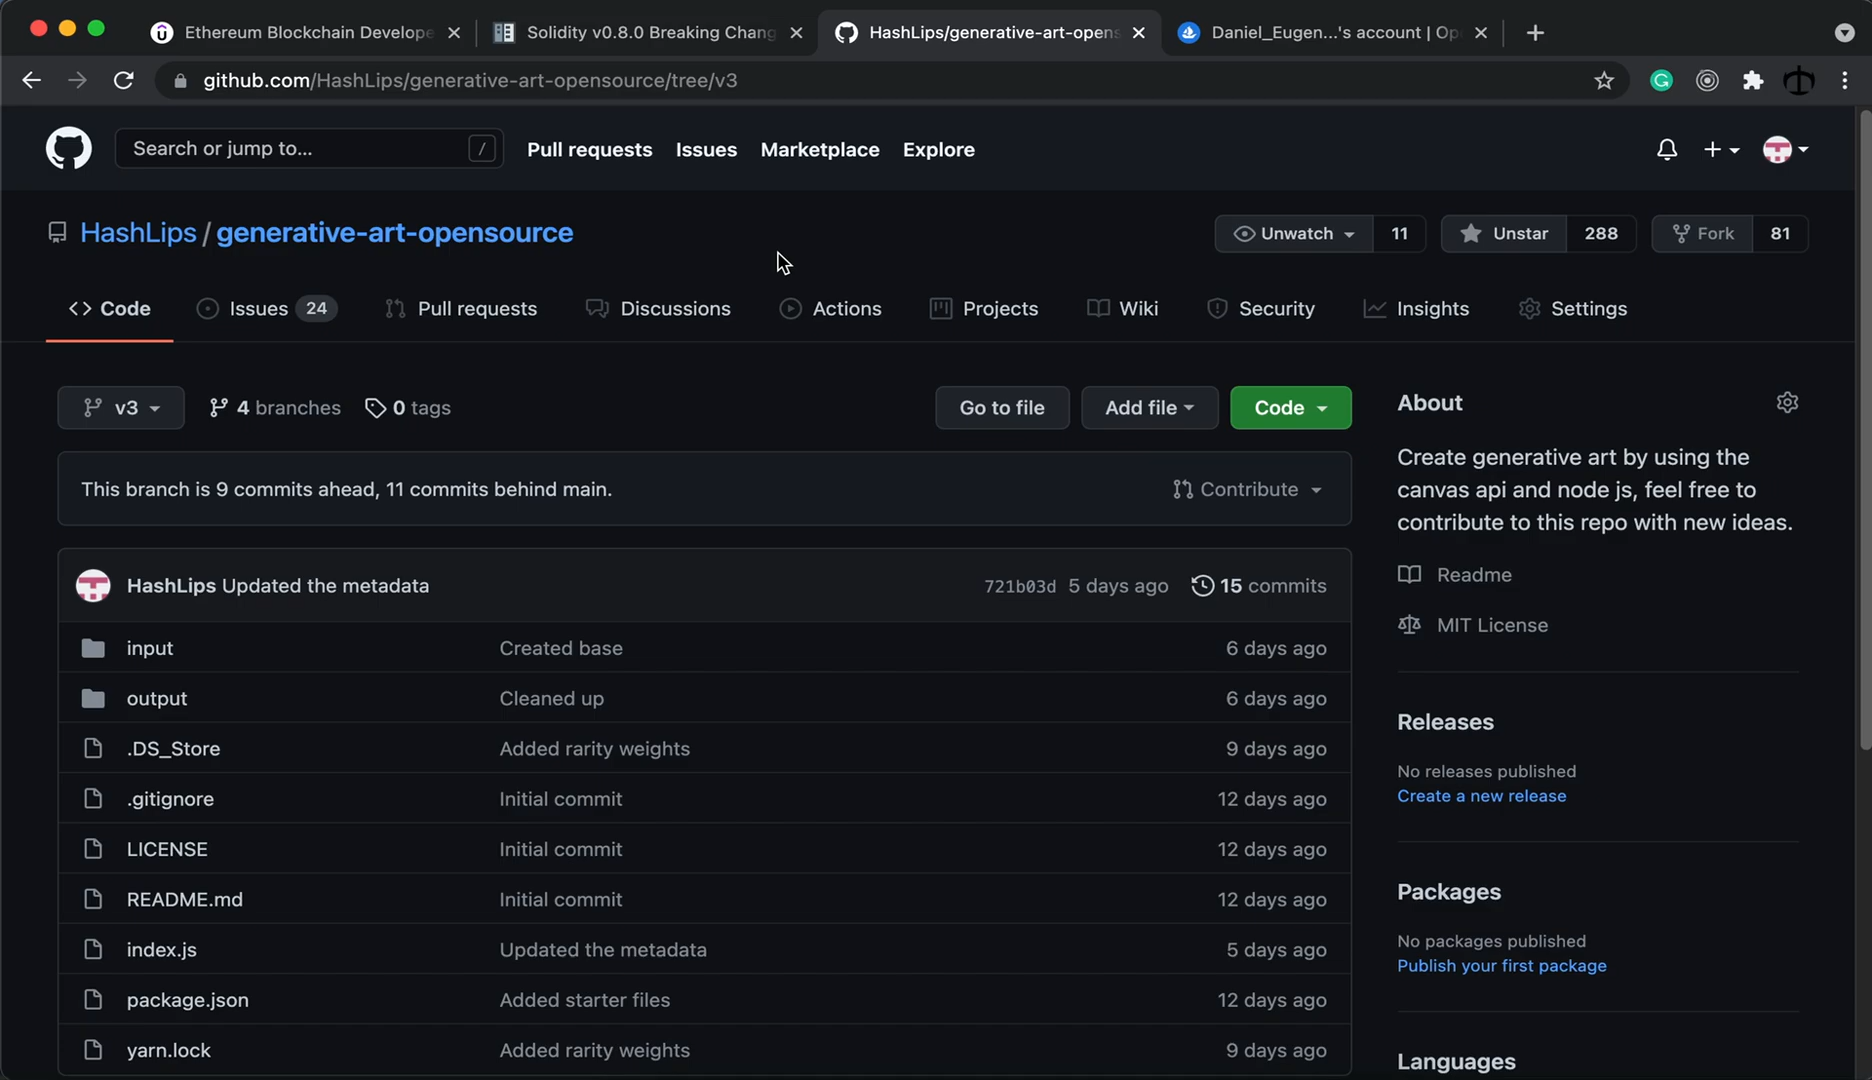 Ethereum Blockchain Develope
Solidity v0.8.0 Breaking Chang
HashLips/generative-art-opens
Daniel_Eugen...'s account | Op
github.com/HashLips/generative-art-opensource/tree/v3
Search or jump to...
/
Pull requests
Issues
Marketplace
Explore
HashLips / generative-art-opensource
Unwatch
11
Unstar
288
Fork
81
Code
Issues
24
Pull requests
Discussions
Actions
Projects
Wiki
Security
Insights
Settings
v3
4 branches
0 tags
Go to file
Add file
Code
This branch is 9 commits ahead, 11 commits behind main.
Contribute
HashLips Updated the metadata
721b03d 5 days ago
15 commits
input Created base 6 days ago
output Cleaned up 6 days ago
.DS_Store Added rarity weights 9 days ago
.gitignore Initial commit 12 days ago
LICENSE Initial commit 12 days ago
README.md Initial commit 12 days ago
index.js Updated the metadata 5 days ago
package.json Added starter files 12 days ago
yarn.lock Added rarity weights 9 days ago
About
Create generative art by using the
canvas api and node js, feel free to
contribute to this repo with new ideas.
Readme
MIT License
Releases
No releases published
Create a new release
Packages
No packages published
Publish your first package
Languages